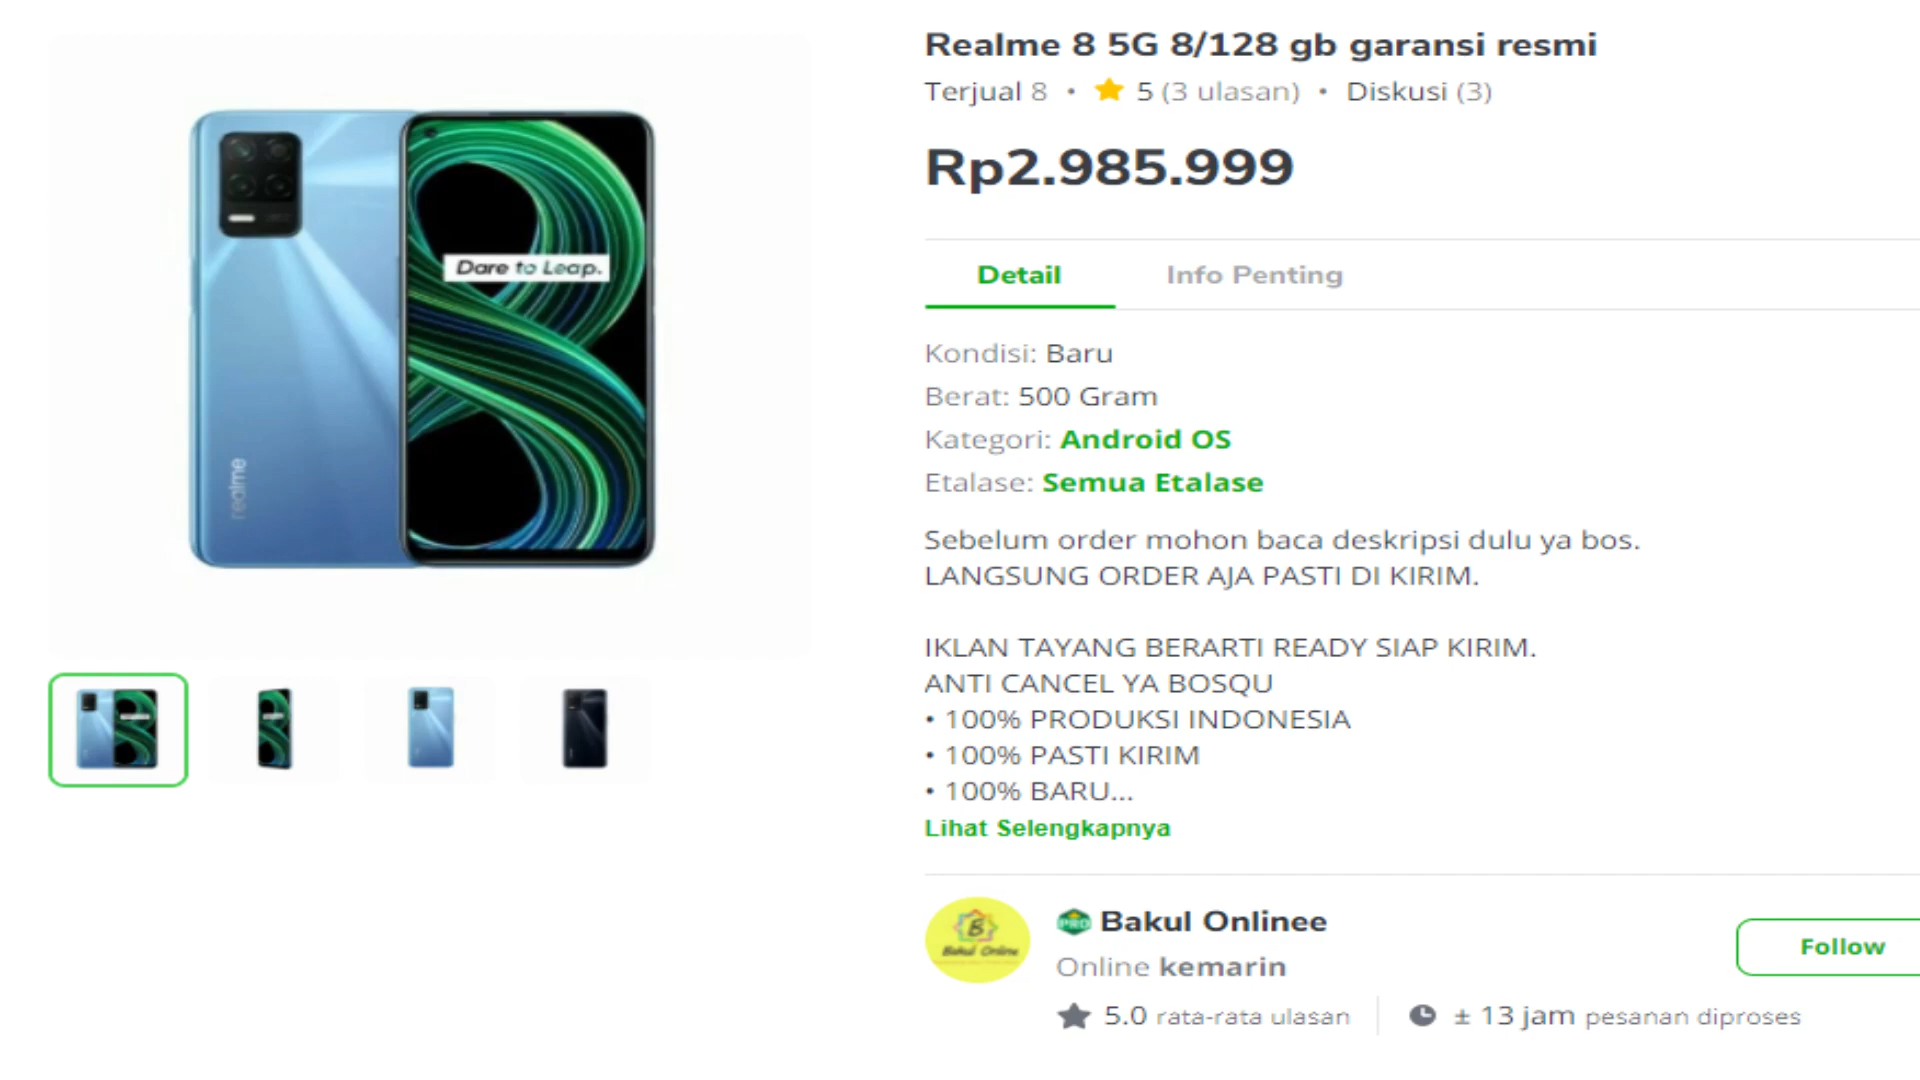 Realme 8 5G 8/128 gb garansi resmi
Terjual 8 • 5 (3 ulasan) • Diskusi (3)
Rp2.985.999
Detail Info Penting
Kondisi: Baru
Berat: 500 Gram
Kategori: Android OS
Etalase: Semua Etalase
Sebelum order mohon baca deskripsi dulu ya bos.
LANGSUNG ORDER AJA PASTI DI KIRIM.
IKLAN TAYANG BERARTI READY SIAP KIRIM.
ANTI CANCEL YA BOSQU
• 100% PRODUKSI INDONESIA
• 100% PASTI KIRIM
• 100% BARU...
Lihat Selengkapnya
PRO Bakul Onlinee
Online kemarin
Follow
5.0 rata-rata ulasan
± 13 jam pesanan diproses
Dare to Leap.
realme
B
Bakul Online